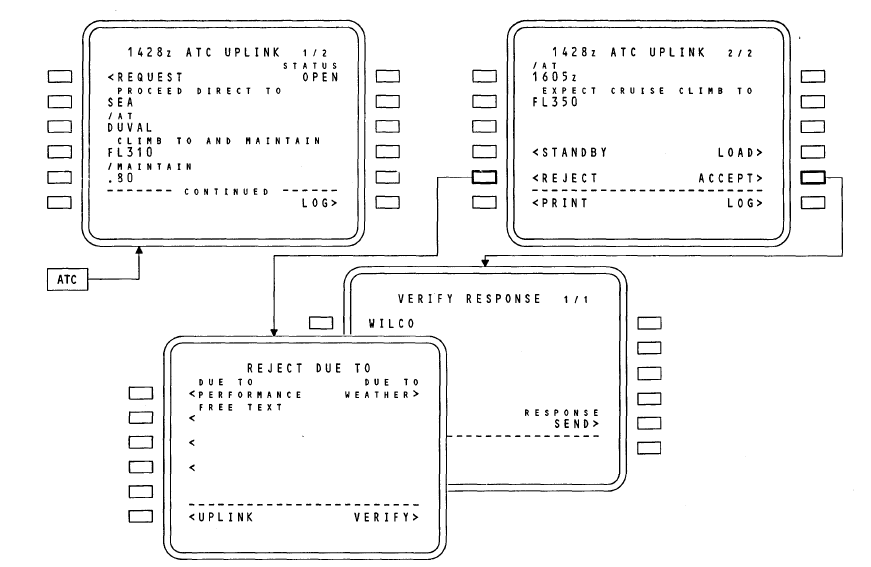 1428z ATC UPLINK 1/2
STATUS
<REQUEST OPEN
PROCEED DIRECT TO
SEA
/AT
DUVAL
CLIMB TO AND MAINTAIN
FL310
/MAINTAIN
.80
------- CONTINUED ------
LOG>
1428z ATC UPLINK 2/2
/AT
1605z
EXPECT CRUISE CLIMB TO
FL350
<STANDBY LOAD>
<REJECT ACCEPT>
<PRINT LOG>
ATC
VERIFY RESPONSE 1/1
WILCO
RESPONSE
SEND>
REJECT DUE TO
DUE TO DUE TO
<PERFORMANCE WEATHER>
FREE TEXT
<
<
<
<UPLINK VERIFY>